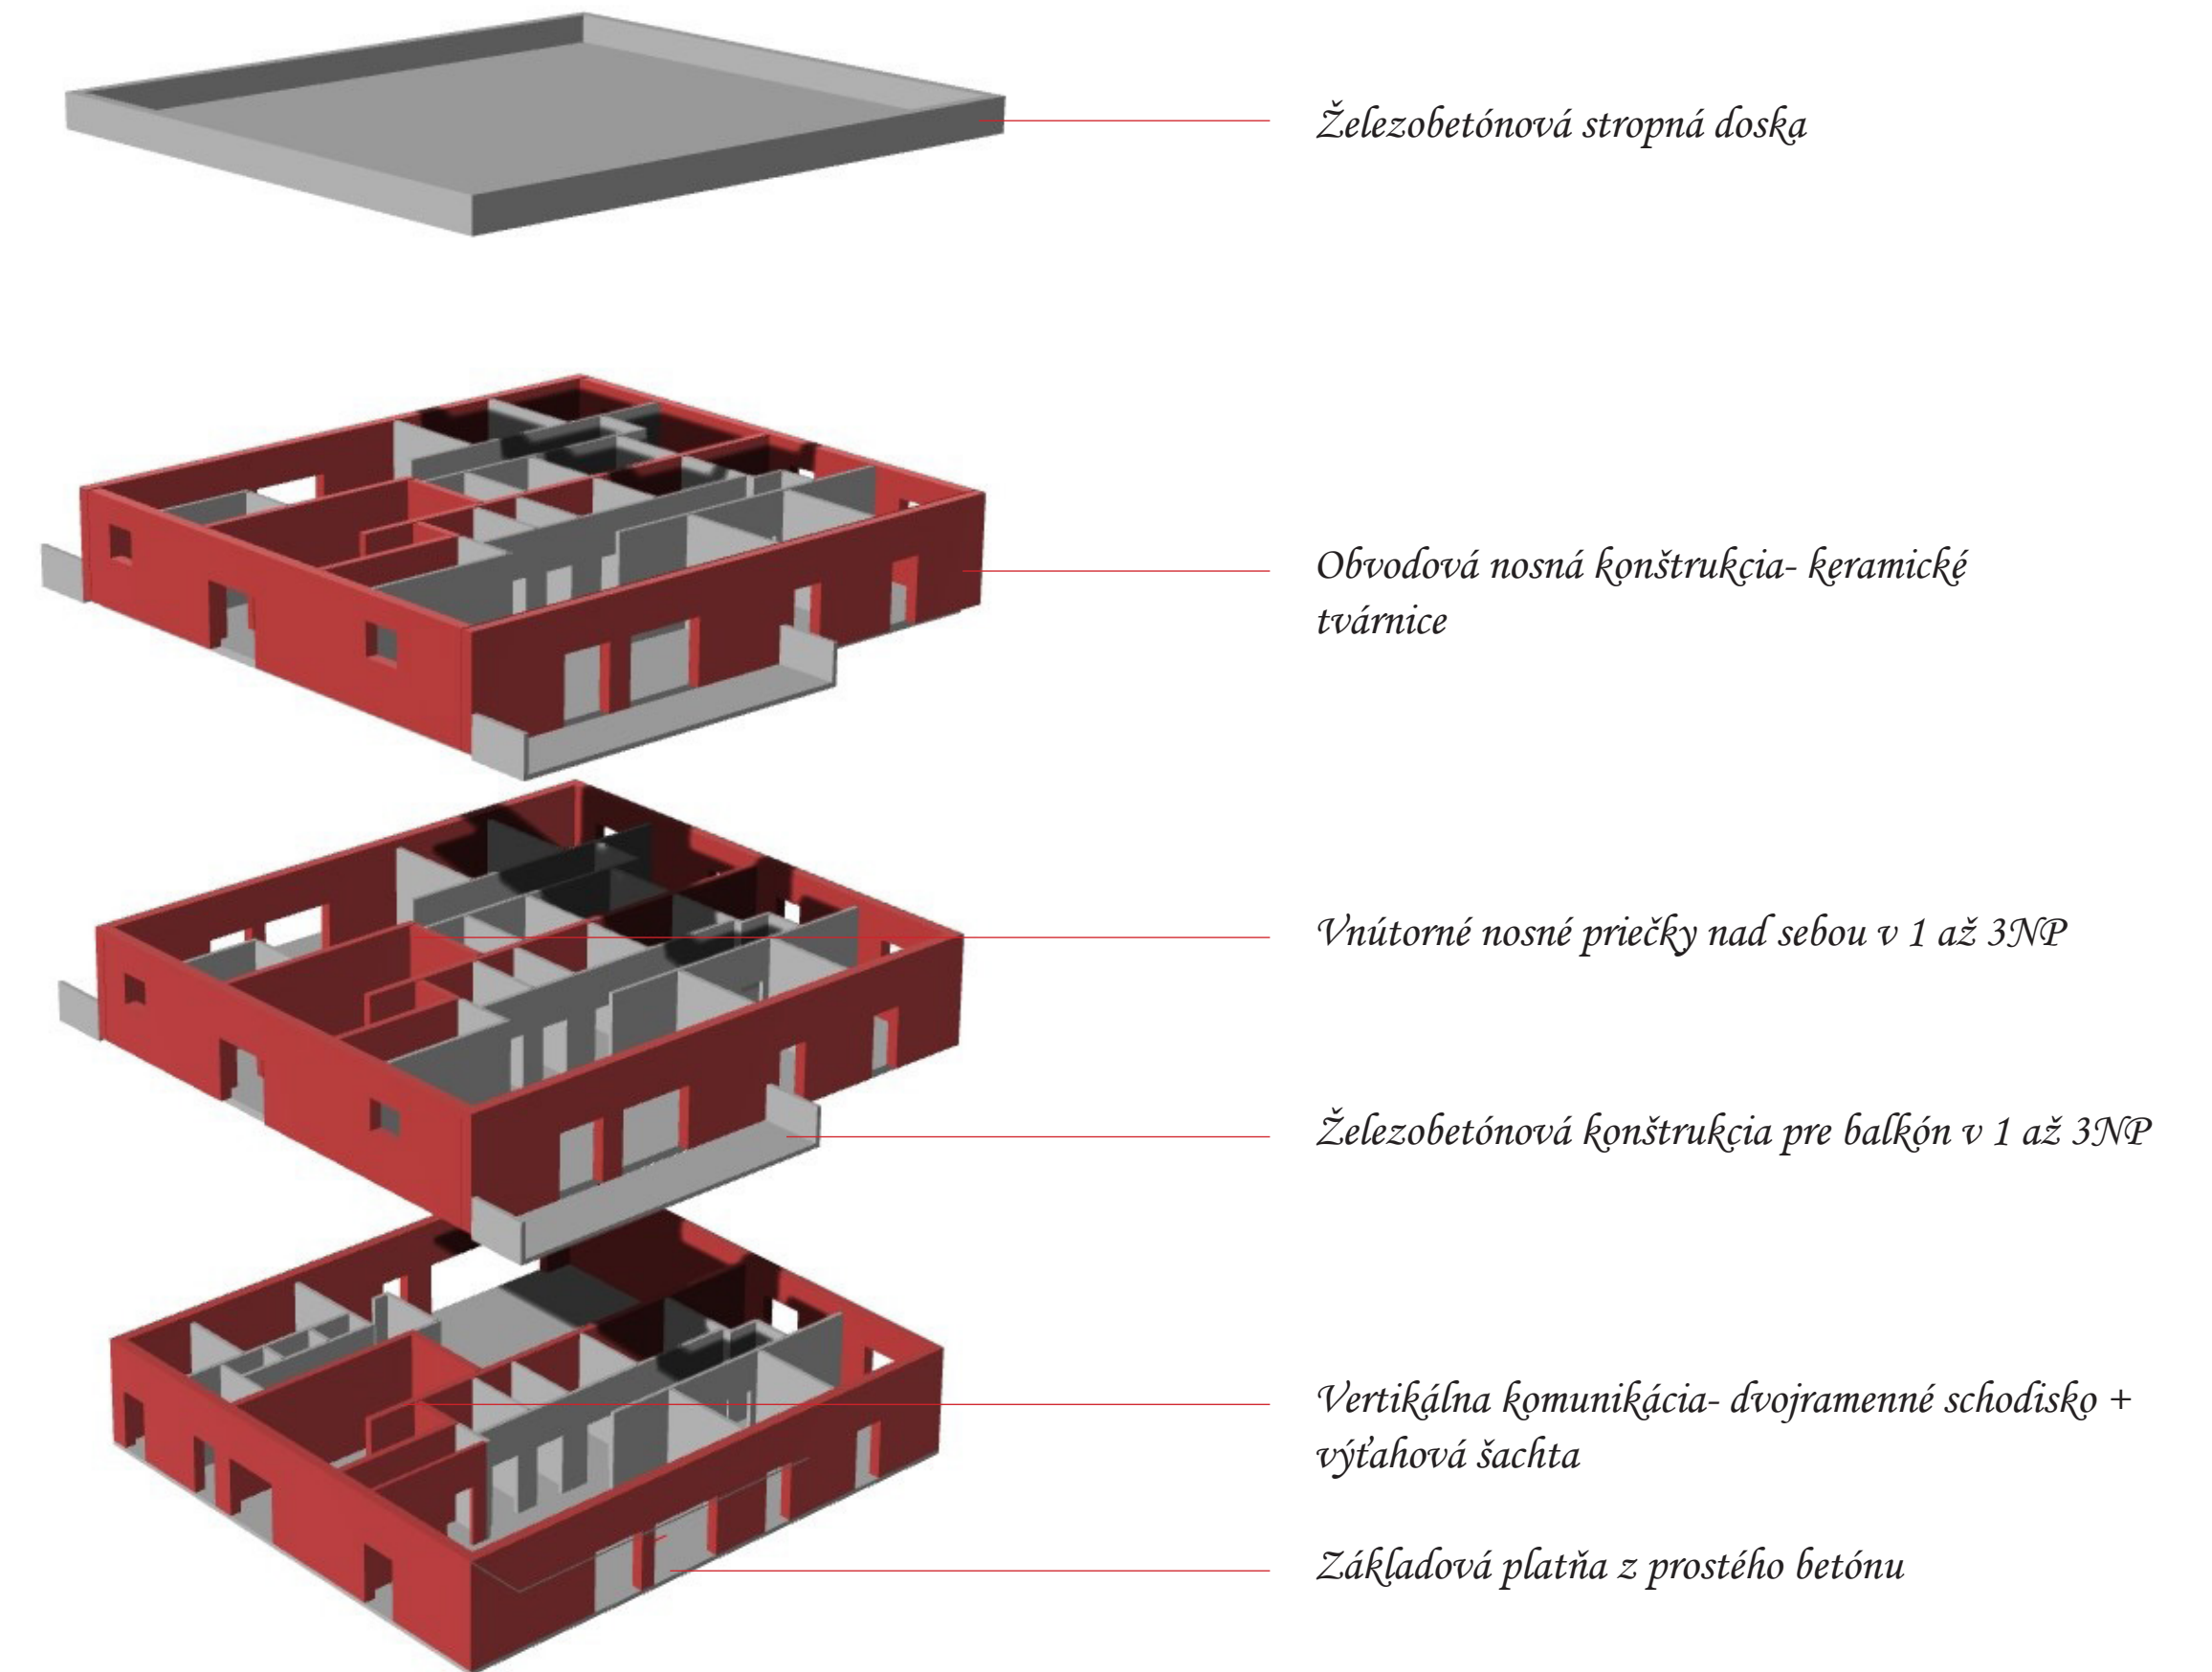 Železobetónová stropná doska
Obvodová nosná konštrukcia- keramické
tvárnice
Vnútorné nosné priečky nad sebou v 1 až 3NP
Železobetónová konštrukcia pre balkón v 1 až 3NP
Vertikálna komunikácia- dvojramenné schodisko +
výťahová šachta
Základová platňa z prostého betónu